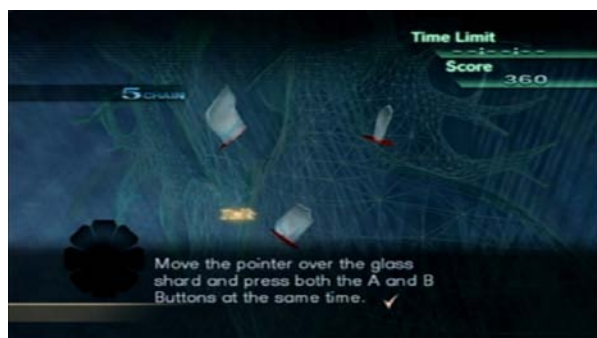 Time Limit
--:--:--
Score
360
5 CHAIN
Move the pointer over the glass
shard and press both the A and B
Buttons at the same time.